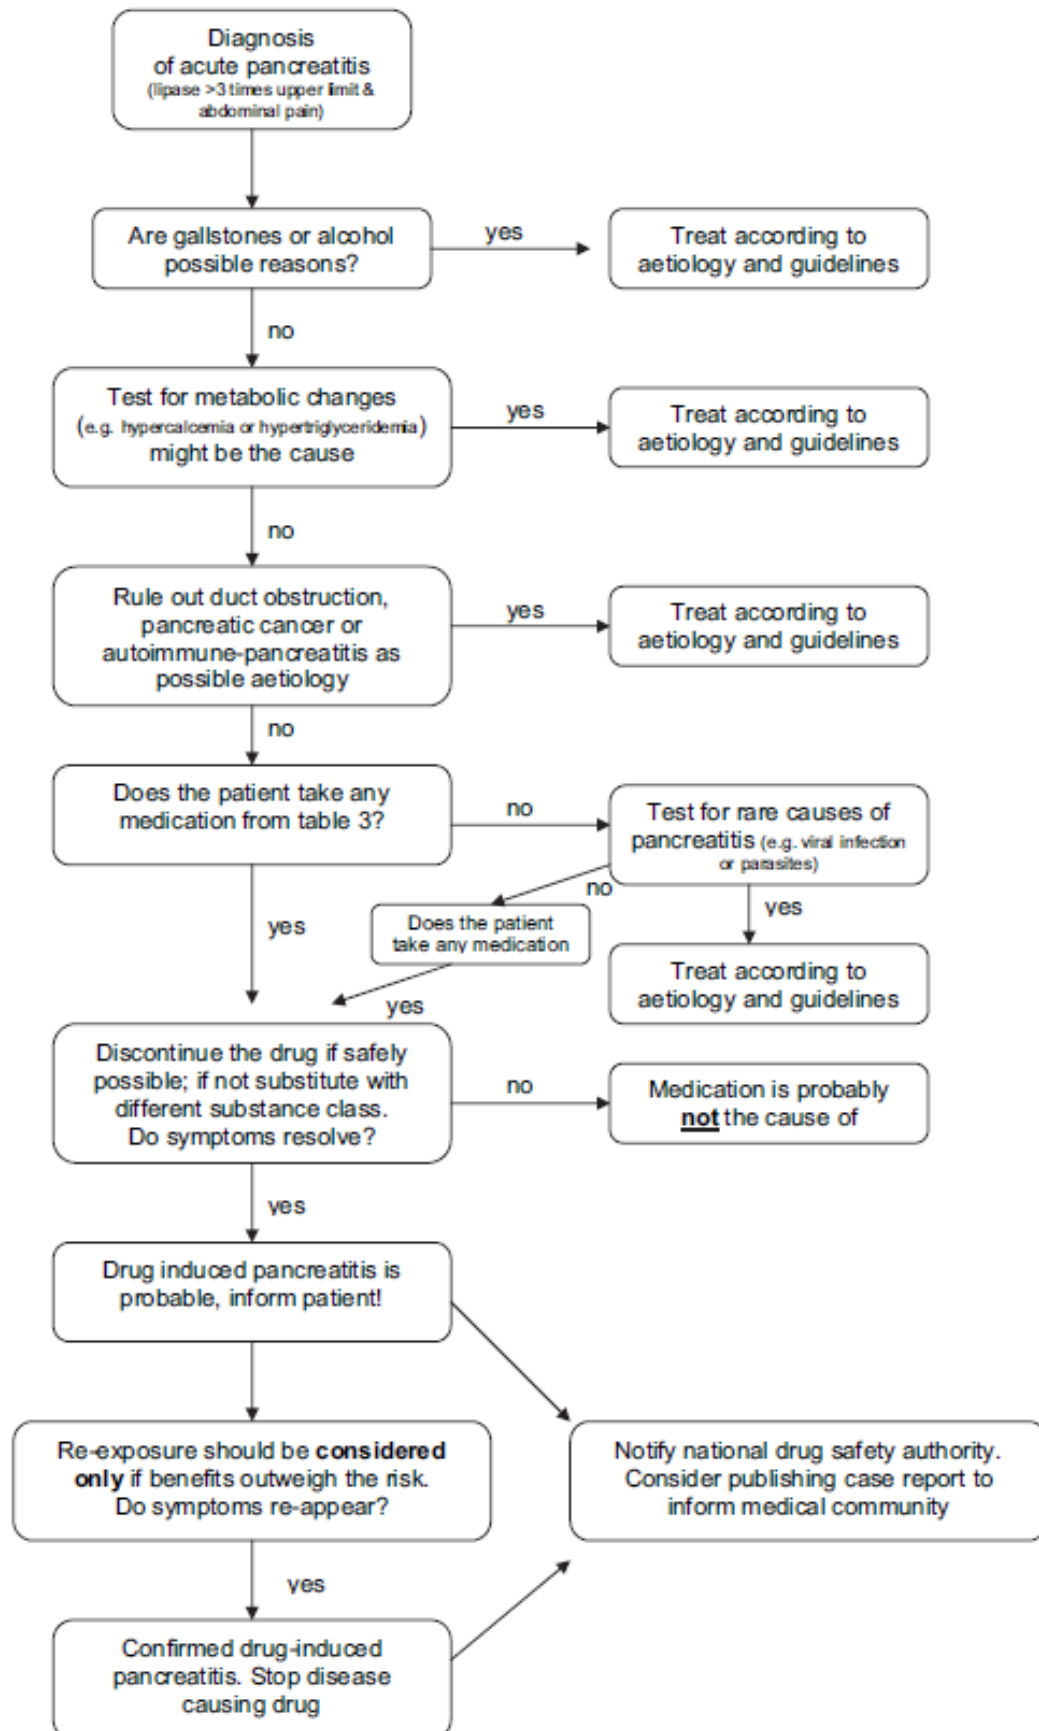 Diagnosis
of acute pancreatitis
(lipase >3 times upper limit &
abdominal pain)
Are gallstones or alcohol
possible reasons?
yes
Treat according to
aetiology and guidelines
no
Test for metabolic changes
(e.g. hypercalcemia or hypertriglyceridemia)
might be the cause
yes
Treat according to
aetiology and guidelines
no
Rule out duct obstruction,
pancreatic cancer or
autoimmune-pancreatitis as
possible aetiology
yes
Treat according to
aetiology and guidelines
no
Does the patient take any
medication from table 3?
no
Test for rare causes of
pancreatitis (e.g. viral infection
or parasites)
no
yes
Does the patient
take any medication
yes
Treat according to
aetiology and guidelines
yes
Discontinue the drug if safely
possible; if not substitute with
different substance class.
Do symptoms resolve?
no
Medication is probably
not the cause of
yes
Drug induced pancreatitis is
probable, inform patient!
Re-exposure should be considered
only if benefits outweigh the risk.
Do symptoms re-appear?
Notify national drug safety authority.
Consider publishing case report to
inform medical community
yes
Confirmed drug-induced
pancreatitis. Stop disease
causing drug